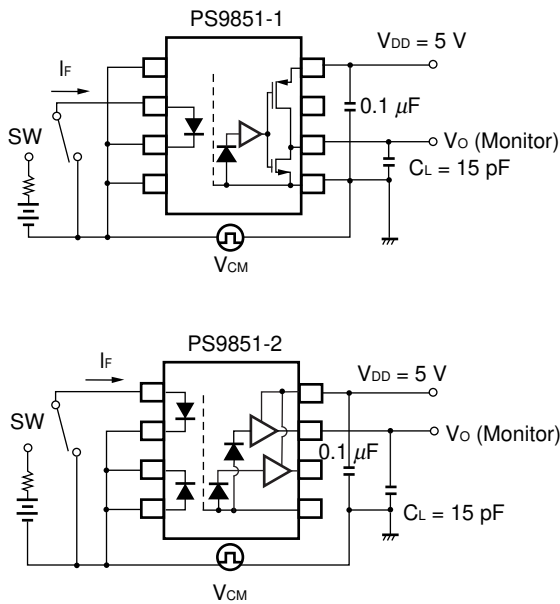 PS9851-1
IF
VDD = 5 V
0.1 μF
SW
VO (Monitor)
CL = 15 pF
VCM
PS9851-2
IF
VDD = 5 V
SW
VO (Monitor)
0.1 μF
CL = 15 pF
VCM